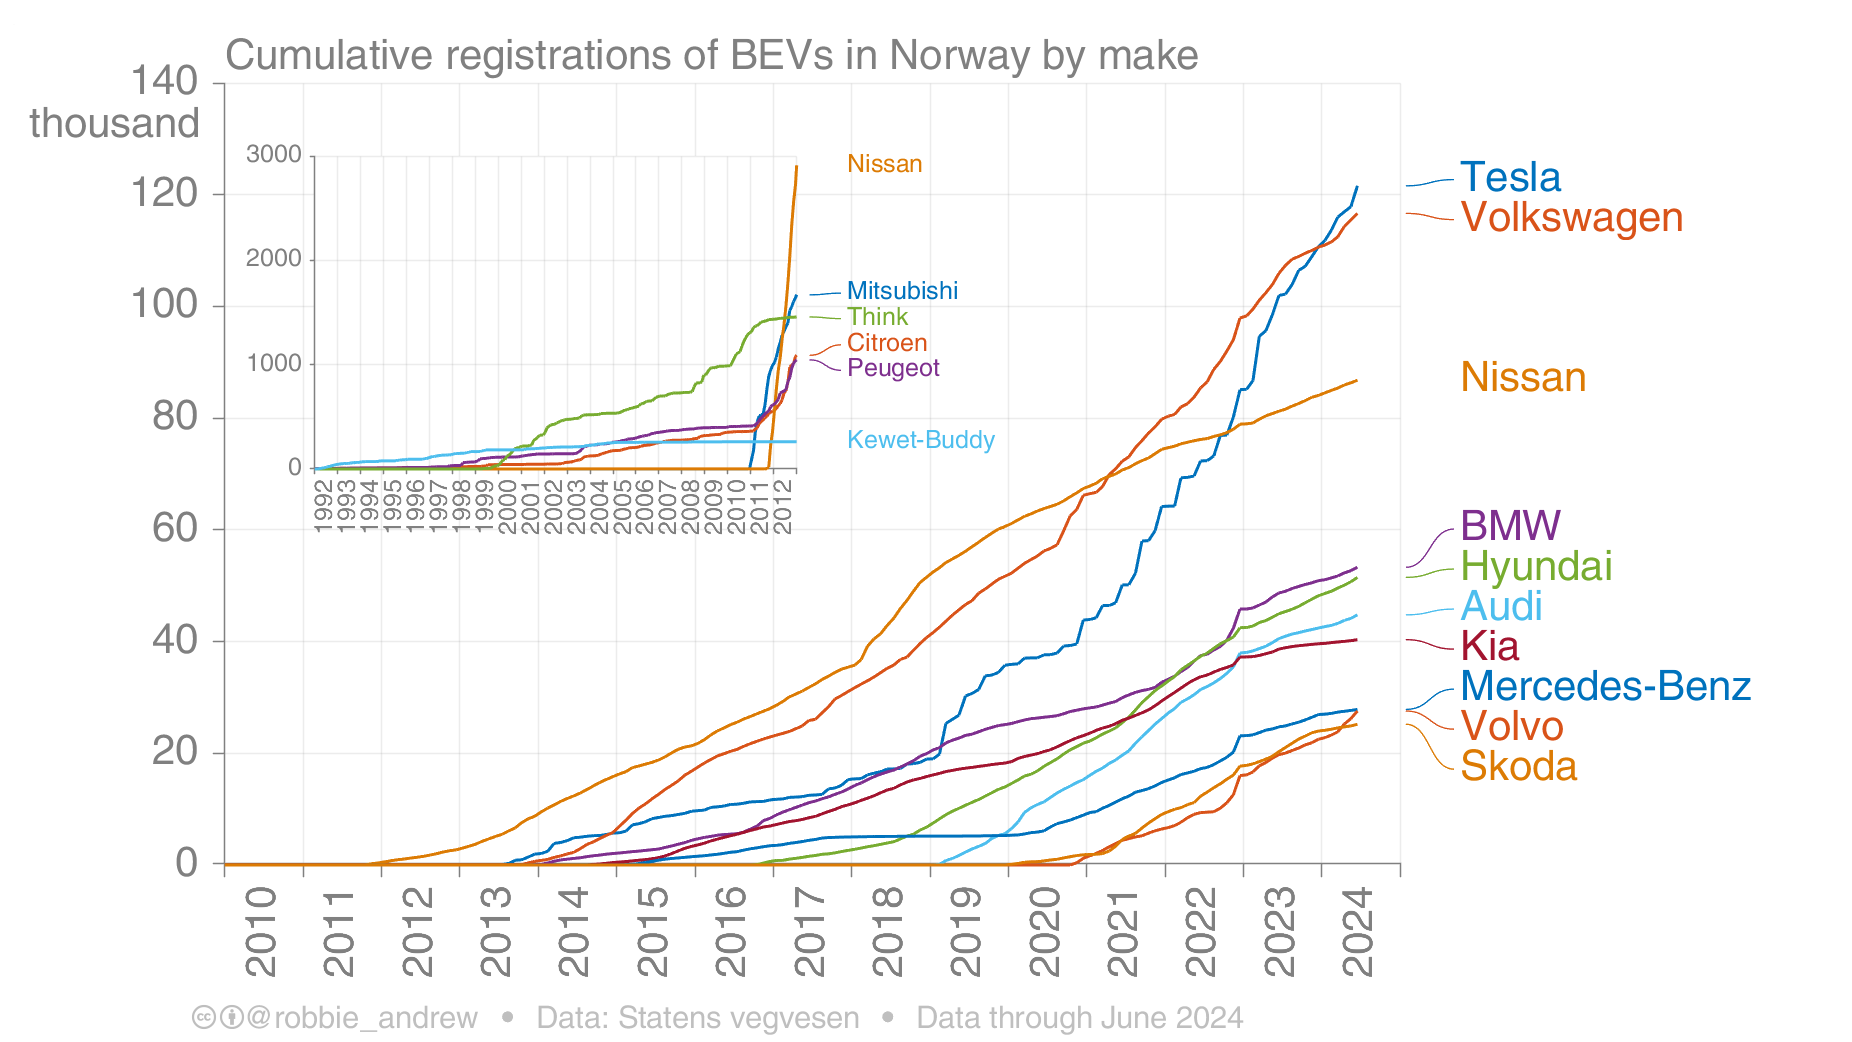 Cumulative registrations of BEVs in Norway by make
140
thousand
120
100
80
60
40
20
0
3000
2000
1000
0
1992
1993
1994
1995
1996
1997
1998
1999
2000
2001
2002
2003
2004
2005
2006
2007
2008
2009
2010
2011
2012
Nissan
Mitsubishi
Think
Citroen
Peugeot
Kewet-Buddy
Tesla
Volkswagen
Nissan
BMW
Hyundai
Audi
Kia
Mercedes-Benz
Volvo
Skoda
2010
2011
2012
2013
2014
2015
2016
2017
2018
2019
2020
2021
2022
2023
2024
cc @robbie_andrew • Data: Statens vegvesen • Data through June 2024